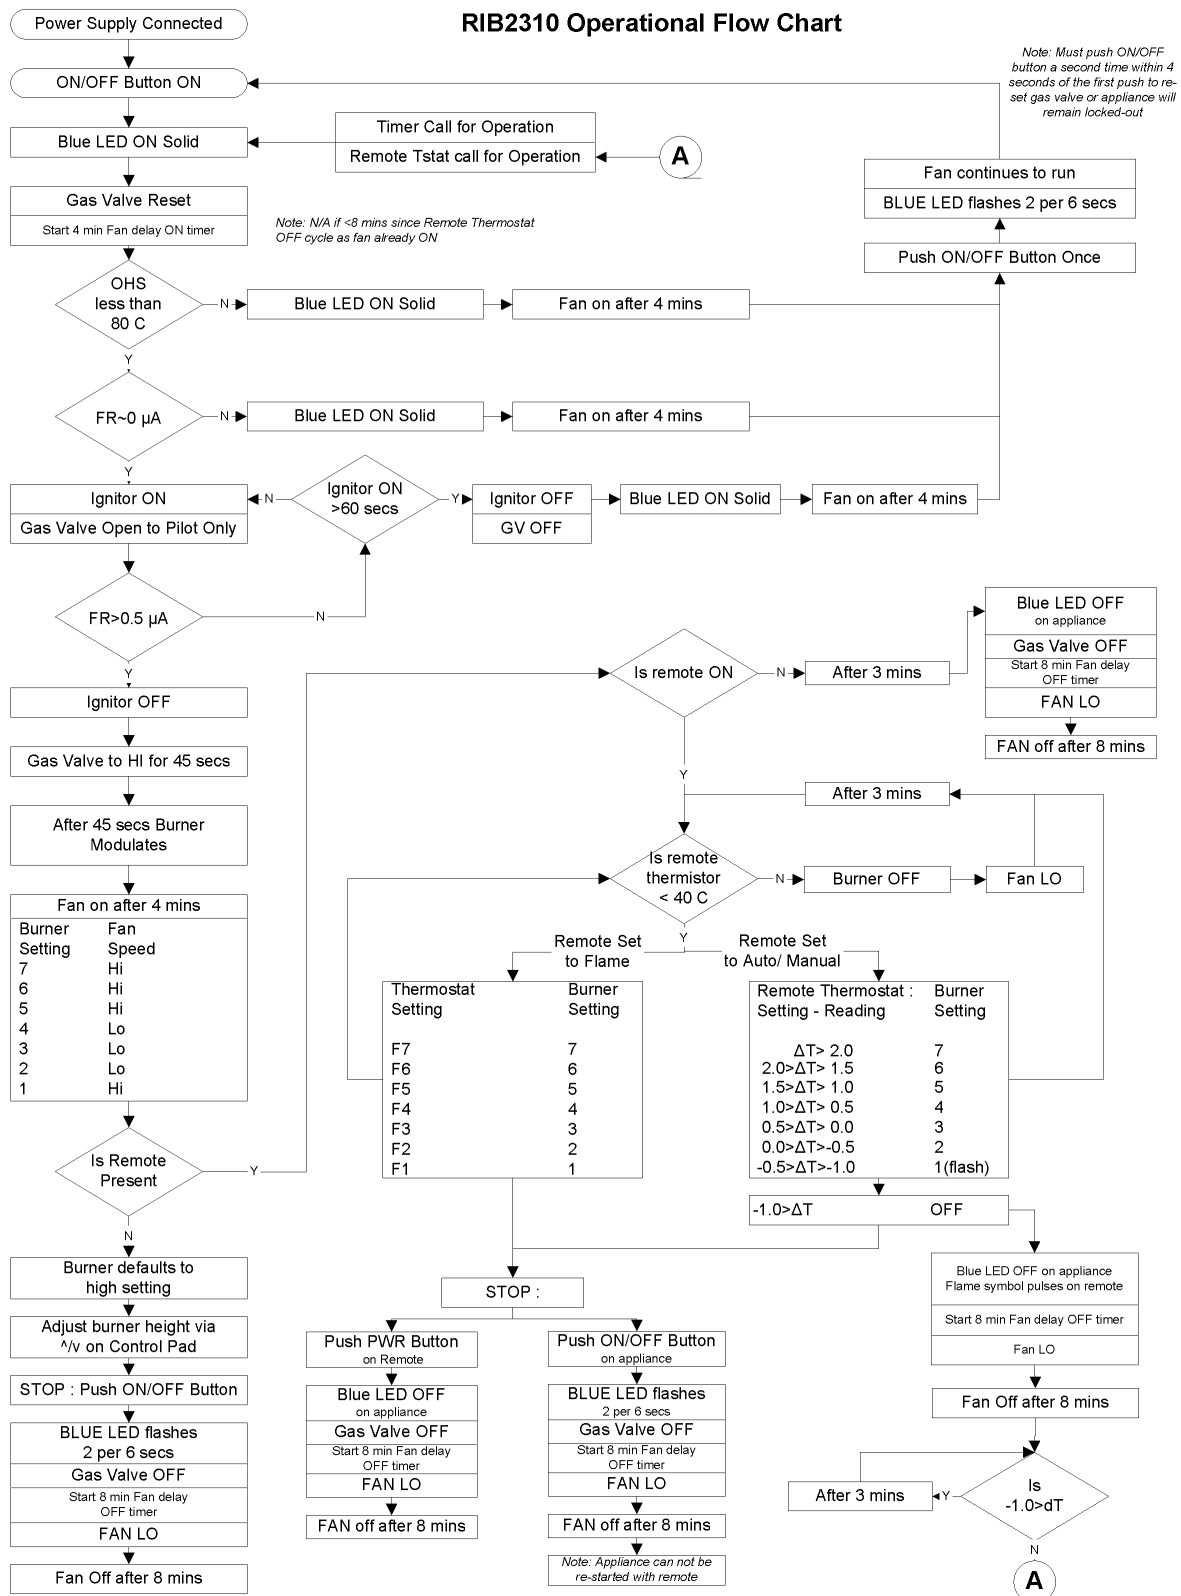 RIB2310 Operational Flow Chart
Power Supply Connected
ON/OFF Button ON
Note: Must push ON/OFF
button a second time within 4
seconds of the first push to re-
set gas valve or appliance will
remain locked-out
Blue LED ON Solid
Timer Call for Operation
Remote Tstat call for Operation
A
Fan continues to run
BLUE LED flashes 2 per 6 secs
Push ON/OFF Button Once
Gas Valve Reset
Start 4 min Fan delay ON timer
Note: N/A if <8 mins since Remote Thermostat
OFF cycle as fan already ON
OHS
less than
80 C
N
Blue LED ON Solid
Fan on after 4 mins
Y
FR~0 µA
N
Blue LED ON Solid
Fan on after 4 mins
Y
Ignitor ON
Gas Valve Open to Pilot Only
N
Ignitor ON
>60 secs
Y
Ignitor OFF
GV OFF
Blue LED ON Solid
Fan on after 4 mins
FR>0.5 µA
N
Y
Ignitor OFF
Gas Valve to HI for 45 secs
After 45 secs Burner
Modulates
Fan on after 4 mins
Burner Fan
Setting Speed
7 Hi
6 Hi
5 Hi
4 Lo
3 Lo
2 Lo
1 Hi
Is Remote
Present
Y
N
Burner defaults to
high setting
Adjust burner height via
^/v on Control Pad
STOP : Push ON/OFF Button
BLUE LED flashes
2 per 6 secs
Gas Valve OFF
Start 8 min Fan delay
OFF timer
FAN LO
Fan Off after 8 mins
Is remote ON
N
After 3 mins
Blue LED OFF
on appliance
Gas Valve OFF
Start 8 min Fan delay
OFF timer
FAN LO
FAN off after 8 mins
Y
After 3 mins
Is remote
thermistor
< 40 C
N
Burner OFF
Fan LO
Y
Remote Set
to Flame
Remote Set
to Auto/ Manual
Thermostat Burner
Setting Setting
F7 7
F6 6
F5 5
F4 4
F3 3
F2 2
F1 1
Remote Thermostat : Burner
Setting - Reading Setting
ΔT> 2.0 7
2.0>ΔT> 1.5 6
1.5>ΔT> 1.0 5
1.0>ΔT> 0.5 4
0.5>ΔT> 0.0 3
0.0>ΔT>-0.5 2
-0.5>ΔT>-1.0 1(flash)
-1.0>ΔT OFF
STOP :
Push PWR Button
on Remote
Blue LED OFF
on appliance
Gas Valve OFF
Start 8 min Fan delay
OFF timer
FAN LO
FAN off after 8 mins
Push ON/OFF Button
on appliance
BLUE LED flashes
2 per 6 secs
Gas Valve OFF
Start 8 min Fan delay
OFF timer
FAN LO
FAN off after 8 mins
Note: Appliance can not be
re-started with remote
Blue LED OFF on appliance
Flame symbol pulses on remote
Start 8 min Fan delay OFF timer
Fan LO
Fan Off after 8 mins
After 3 mins
Y
Is
-1.0>dT
N
A